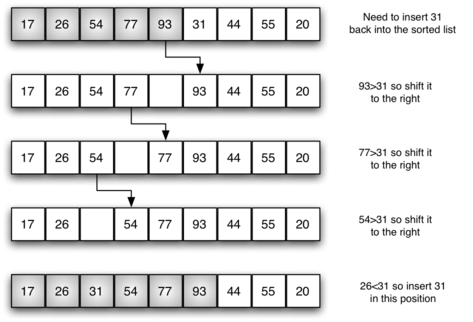 17 26 54 77 93 31 44 55 20
Need to insert 31
back into the sorted list
17 26 54 77 93 44 55 20
93>31 so shift it
to the right
17 26 54 77 93 44 55 20
77>31 so shift it
to the right
17 26 54 77 93 44 55 20
54>31 so shift it
to the right
17 26 31 54 77 93 44 55 20
26<31 so insert 31
in this position